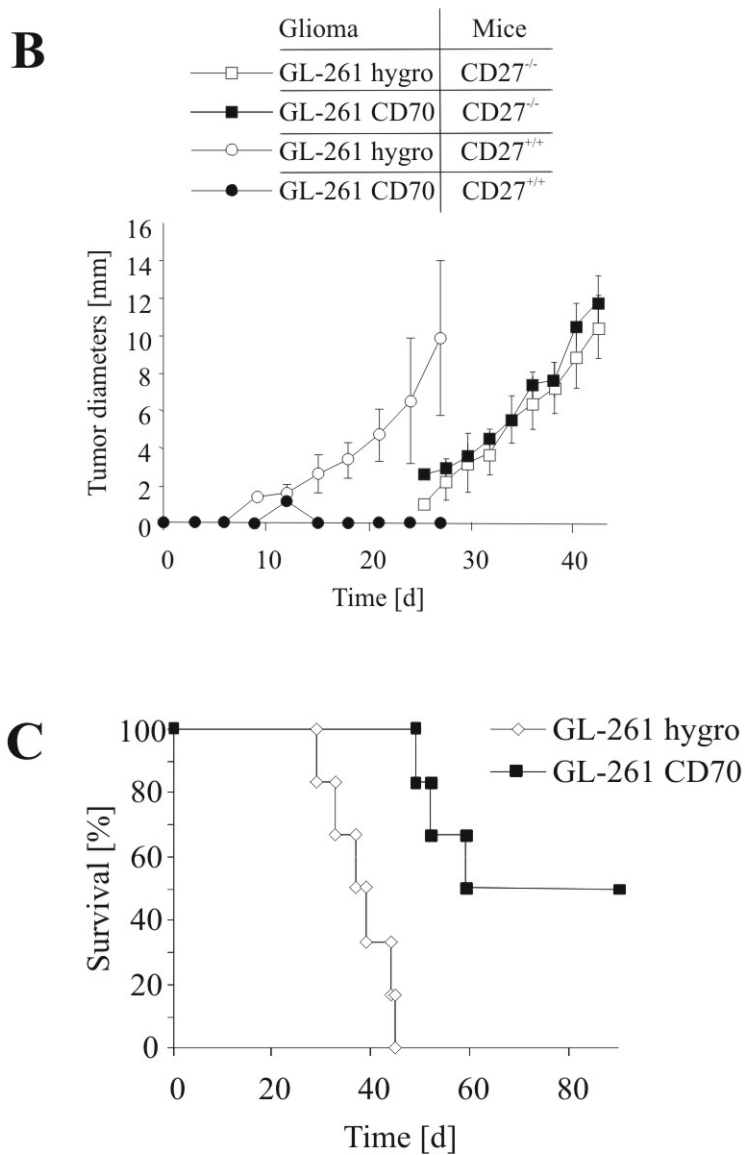 B
Glioma Mice
GL-261 hygro CD27-/-
GL-261 CD70 CD27-/-
GL-261 hygro CD27+/+
GL-261 CD70 CD27+/+
16
14
12
10
8
6
4
2
0
Tumor diameters [mm]
0 10 20 30 40
Time [d]
C
GL-261 hygro
GL-261 CD70
100
80
60
40
20
0
Survival [%]
0 20 40 60 80
Time [d]